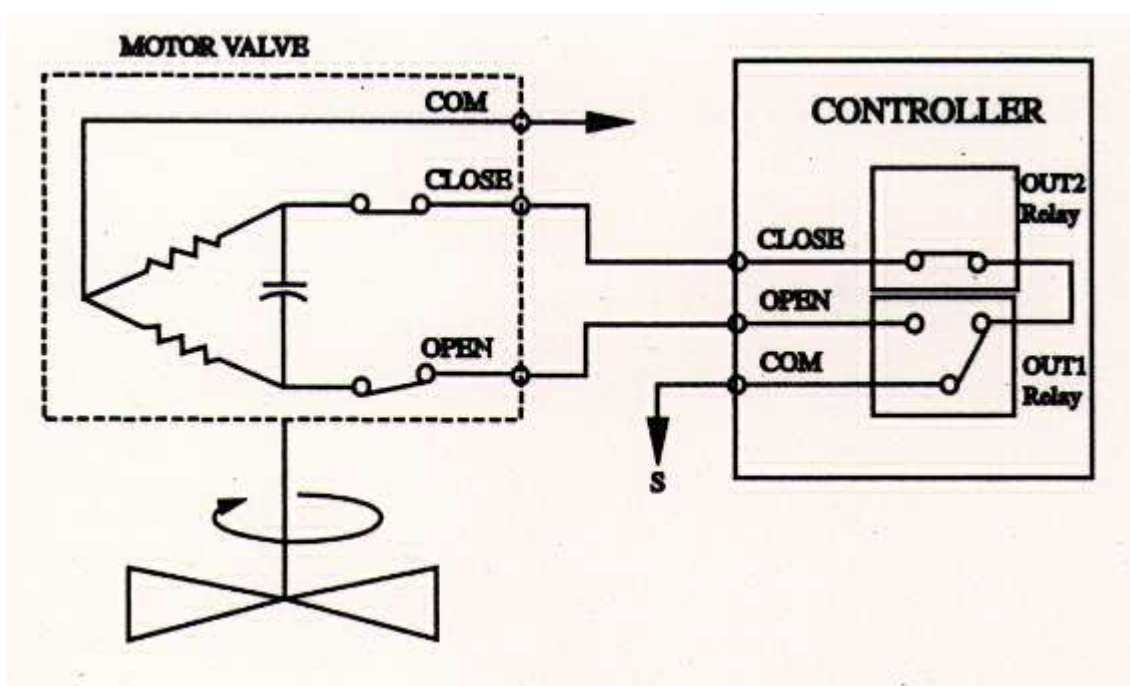 MOTOR VALVE
COM
CLOSE
OPEN
CONTROLLER
OUT2
Relay
CLOSE
OPEN
COM
OUT1
Relay
S